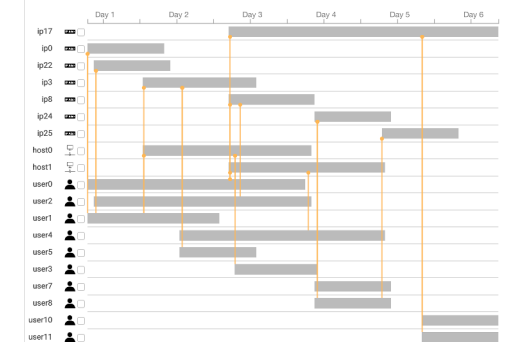 Day 1 Day 2 Day 3 Day 4 Day 5 Day 6
ip17
ip0
ip22
ip3
ip8
ip24
ip25
host0
host1
user0
user2
user1
user4
user5
user3
user7
user8
user10
user11